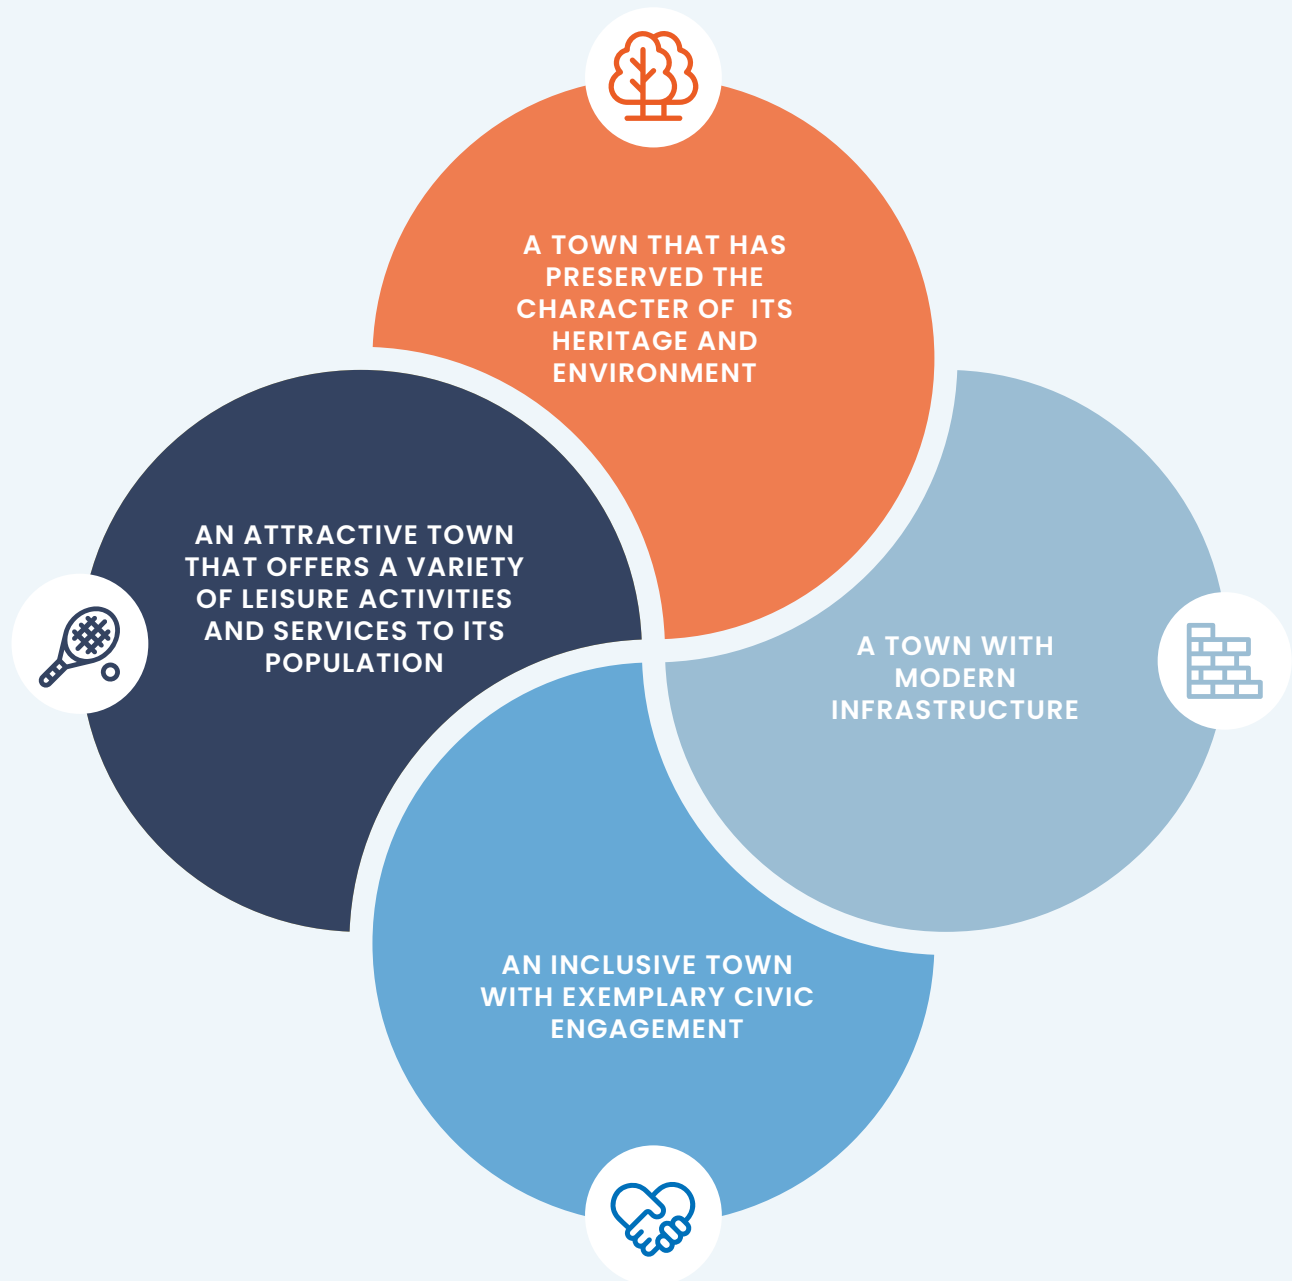 A TOWN THAT HAS
PRESERVED THE
CHARACTER OF  ITS
HERITAGE AND
ENVIRONMENT
AN ATTRACTIVE TOWN
THAT OFFERS A VARIETY
OF LEISURE ACTIVITIES
AND SERVICES TO ITS
POPULATION
A TOWN WITH
MODERN
INFRASTRUCTURE
AN INCLUSIVE TOWN
WITH EXEMPLARY CIVIC
ENGAGEMENT